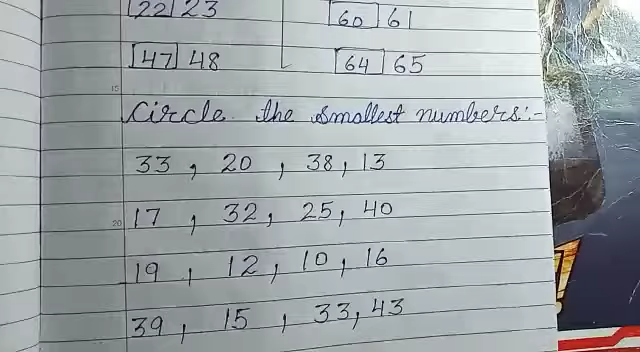 22 23 60 61
47 48 64 65
15
Circle the smallest numbers:-
33, 20, 38, 13
20 17, 32, 25, 40
19, 12, 10, 16
39, 15, 33, 43